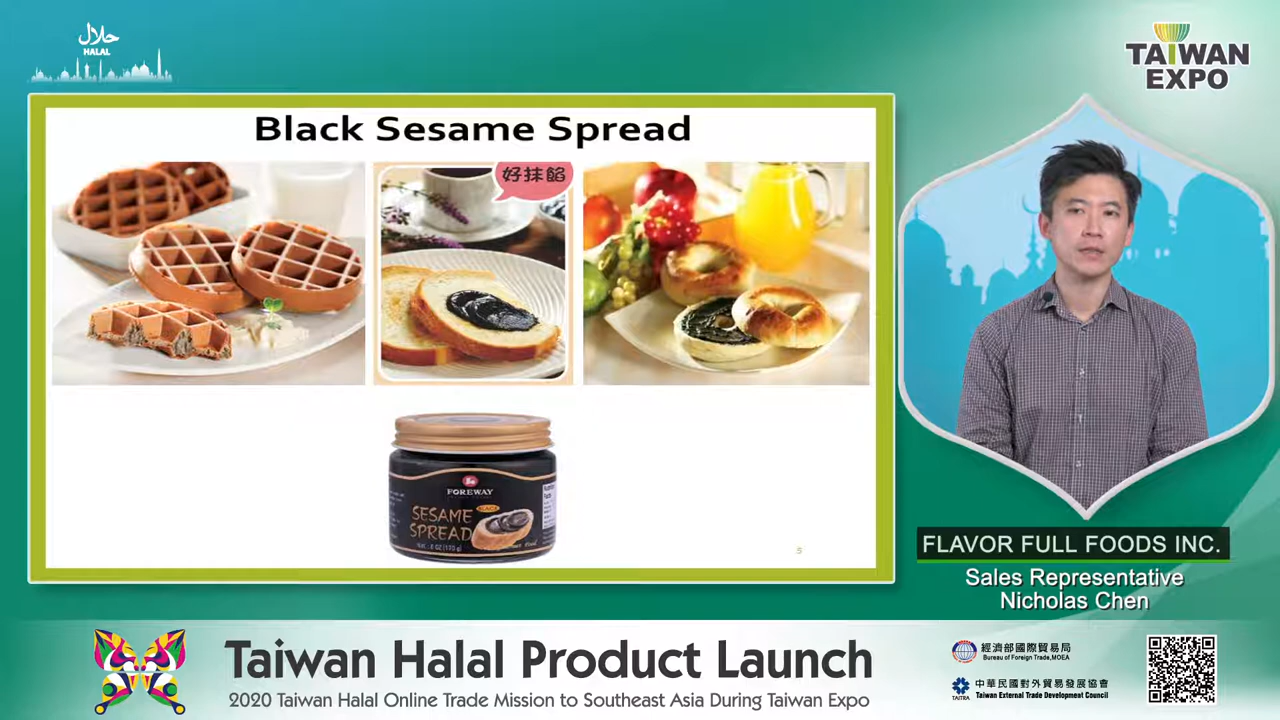 حلال
HALAL
TAIWAN
EXPO
Black Sesame Spread
好抹餡
FOREWAY
SESAME
SPREAD
5
FLAVOR FULL FOODS INC.
Sales Representative
Nicholas Chen
Taiwan Halal Product Launch
2020 Taiwan Halal Online Trade Mission to Southeast Asia During Taiwan Expo
經濟部國際貿易局
Bureau of Foreign Trade,MOEA
TAITRA
中華民國對外貿易發展協會
Taiwan External Trade Development Council